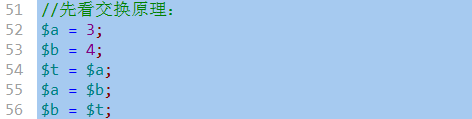 51 //先看交换原理：
52 $a = 3;
53 $b = 4;
54 $t = $a;
55 $a = $b;
56 $b = $t;